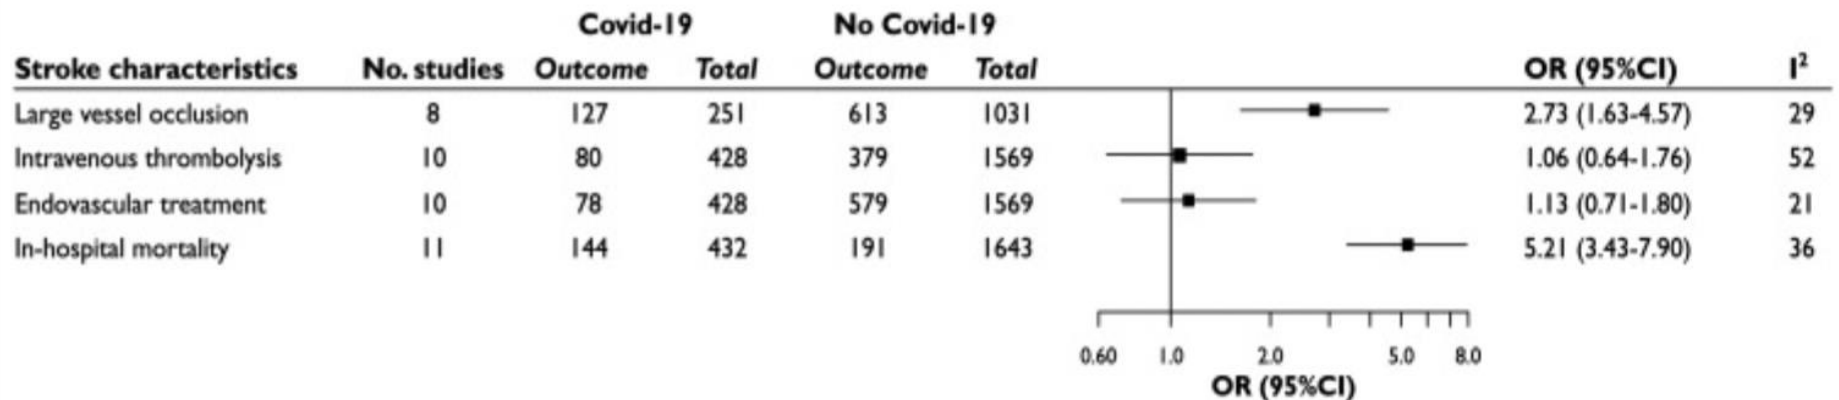 Covid-19 No Covid-19
Stroke characteristics No. studies Outcome Total Outcome Total OR (95%CI) I²
Large vessel occlusion 8 127 251 613 1031 2.73 (1.63-4.57) 29
Intravenous thrombolysis 10 80 428 379 1569 1.06 (0.64-1.76) 52
Endovascular treatment 10 78 428 579 1569 1.13 (0.71-1.80) 21
In-hospital mortality 11 144 432 191 1643 5.21 (3.43-7.90) 36
0.60 1.0 2.0 5.0 8.0
OR (95%CI)